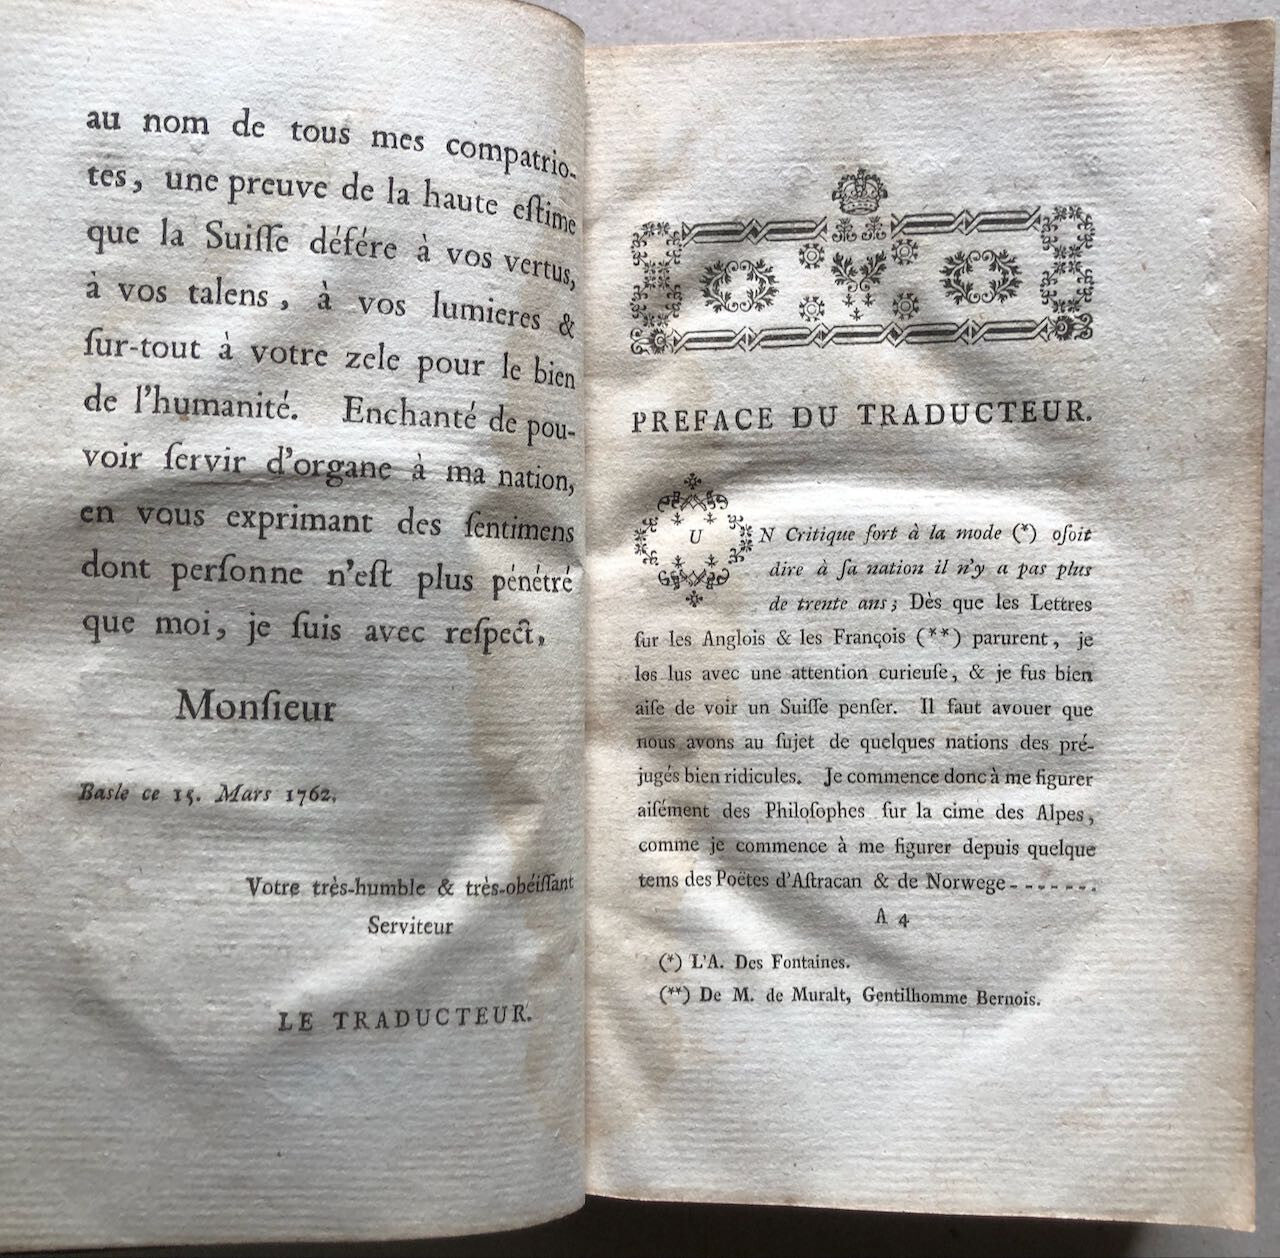 au nom de tous mes compatrio-
tes, une preuve de la haute eſtime
que la Suiſſe défére à vos vertus,
à vos talens, à vos lumieres &
ſur-tout à votre zele pour le bien
de l'humanité. Enchanté de pou-
voir ſervir d'organe à ma nation,
en vous exprimant des ſentimens
dont perſonne n'eſt plus pénétré
que moi, je ſuis avec reſpect,
Monſieur
Basle ce 15. Mars 1762.
Votre très-humble & très-obéiſſant
Serviteur
LE TRADUCTEUR.
PREFACE DU TRADUCTEUR.
UN Critique fort à la mode (*) oſoit
dire à ſa nation il n'y a pas plus
de trente ans; Dès que les Lettres
ſur les Anglois & les François (**) parurent, je
les lus avec une attention curieuſe, & je fus bien
aiſe de voir un Suiſſe penſer. Il faut avouer que
nous avons au ſujet de quelques nations des pré-
jugés bien ridicules. Je commence donc à me figurer
aiſément des Philoſophes ſur la cime des Alpes,
comme je commence à me figurer depuis quelque
tems des Poëtes d'Aſtracan & de Norwege - - - - - - .
A 4
(*) L'A. Des Fontaines.
(**) De M. de Muralt, Gentilhomme Bernois.